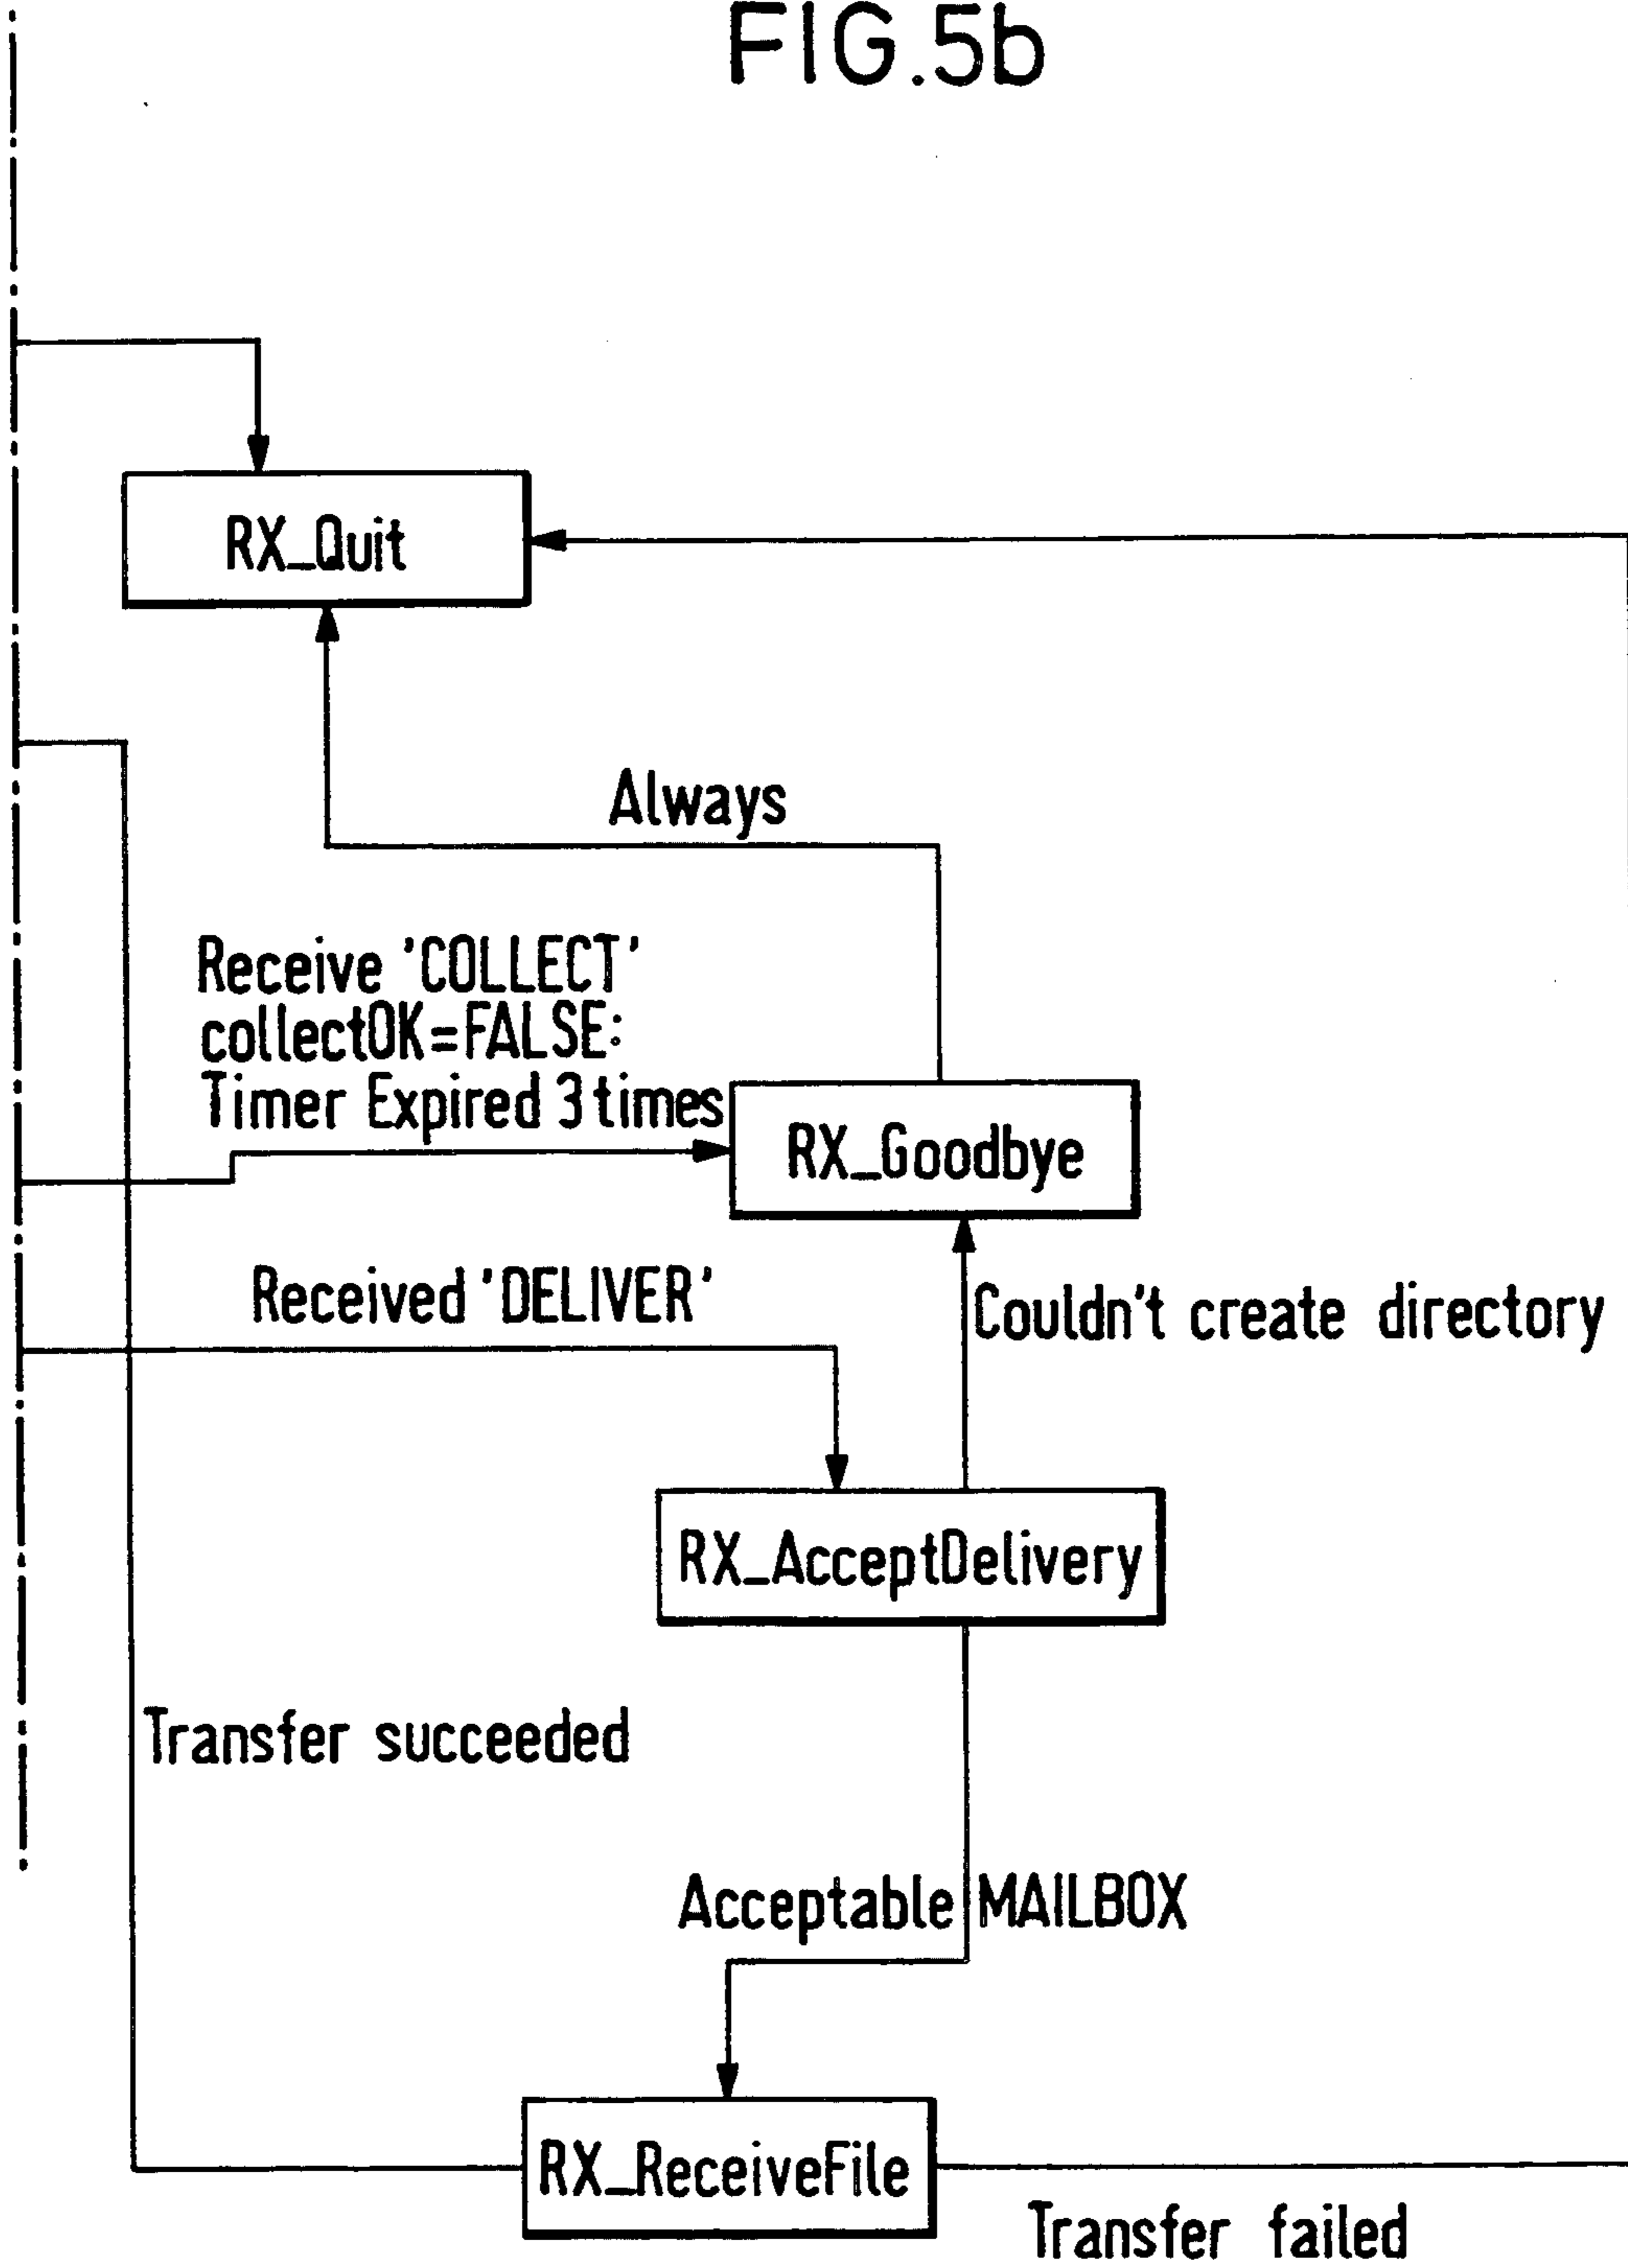 FIG.5b
RX_Quit
Always
Receive 'COLLECT'
collectOK=FALSE:
Timer Expired 3 times
RX_Goodbye
Received 'DELIVER'
Couldn't create directory
RX_AcceptDelivery
Transfer succeeded
Acceptable MAILBOX
RX_ReceiveFile
Transfer failed